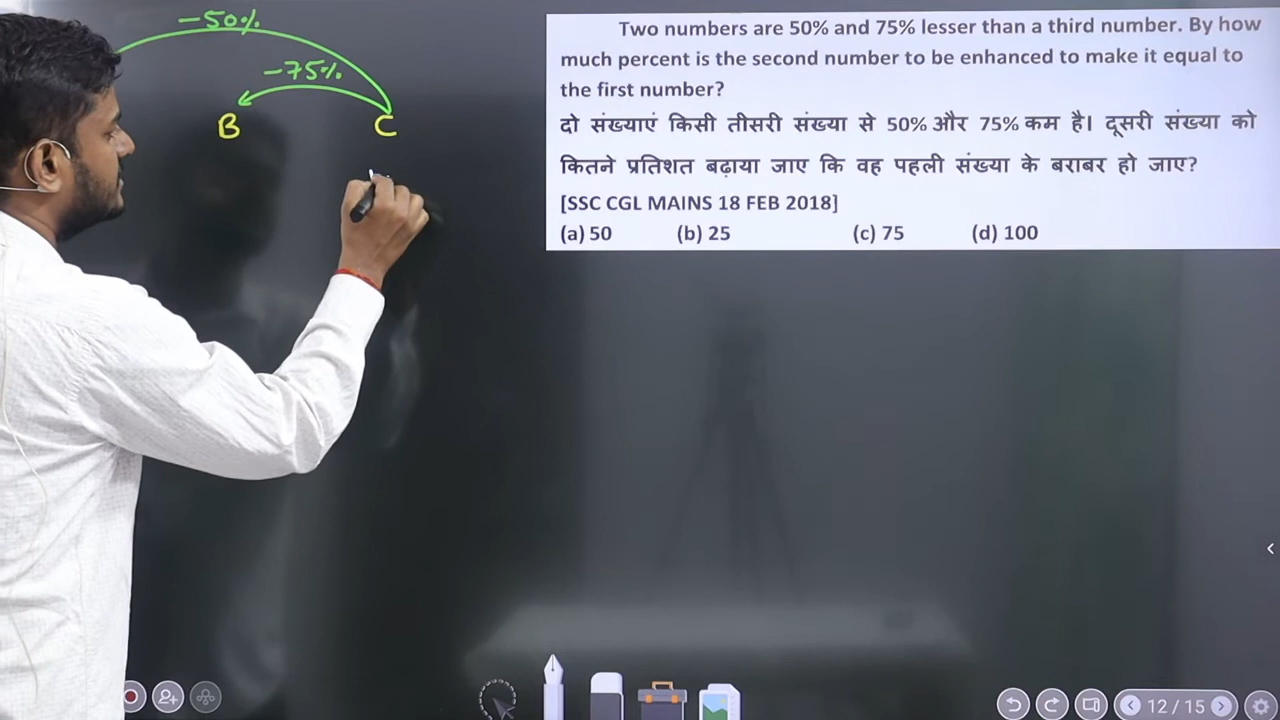 -50%
-75%
B C
Two numbers are 50% and 75% lesser than a third number. By how
much percent is the second number to be enhanced to make it equal to
the first number?
दो संख्याएं किसी तीसरी संख्या से 50% और 75% कम है। दूसरी संख्या को
कितने प्रतिशत बढ़ाया जाए कि वह पहली संख्या के बराबर हो जाए?
[SSC CGL MAINS 18 FEB 2018]
(a) 50 (b) 25 (c) 75 (d) 100
12 / 15